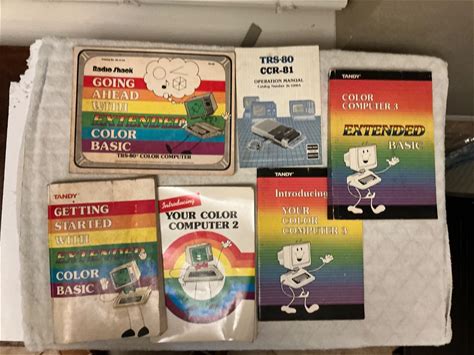 Radio Shack
GOING
AHEAD
WITH
EXTENDED
COLOR
BASIC
TRS-80 COLOR COMPUTER
TRS-80
CCR-81
OPERATION MANUAL
TANDY
COLOR
COMPUTER 3
EXTENDED
BASIC
TANDY
GETTING
STARTED
WITH
EXTENDED
COLOR
BASIC
Introducing
YOUR COLOR
COMPUTER 2
TANDY
Introducing
YOUR
COLOR
COMPUTER 3